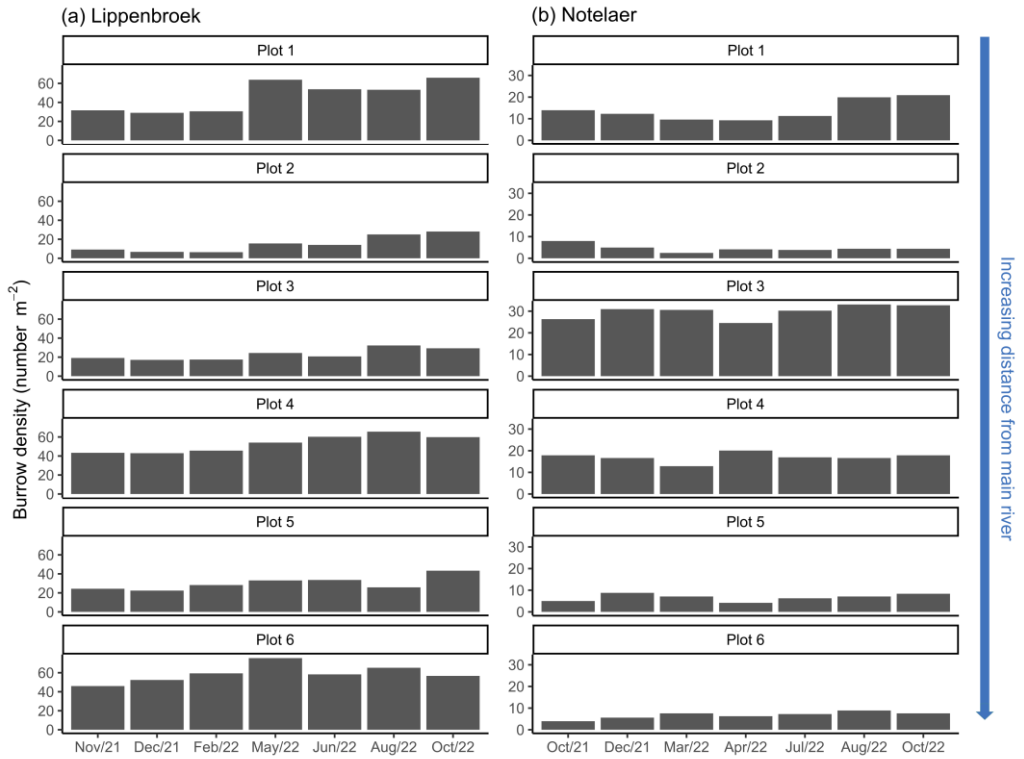 (a) Lippenbroek
(b) Notelaer
Burrow density (number m−2)
Plot 1
60
40
20
0
Plot 2
60
40
20
0
Plot 3
60
40
20
0
Plot 4
60
40
20
0
Plot 5
60
40
20
0
Plot 6
60
40
20
0
Nov/21 Dec/21 Feb/22 May/22 Jun/22 Aug/22 Oct/22
Plot 1
30
20
10
0
Plot 2
30
20
10
0
Plot 3
30
20
10
0
Plot 4
30
20
10
0
Plot 5
30
20
10
0
Plot 6
30
20
10
0
Oct/21 Dec/21 Mar/22 Apr/22 Jul/22 Aug/22 Oct/22
Increasing distance from main river